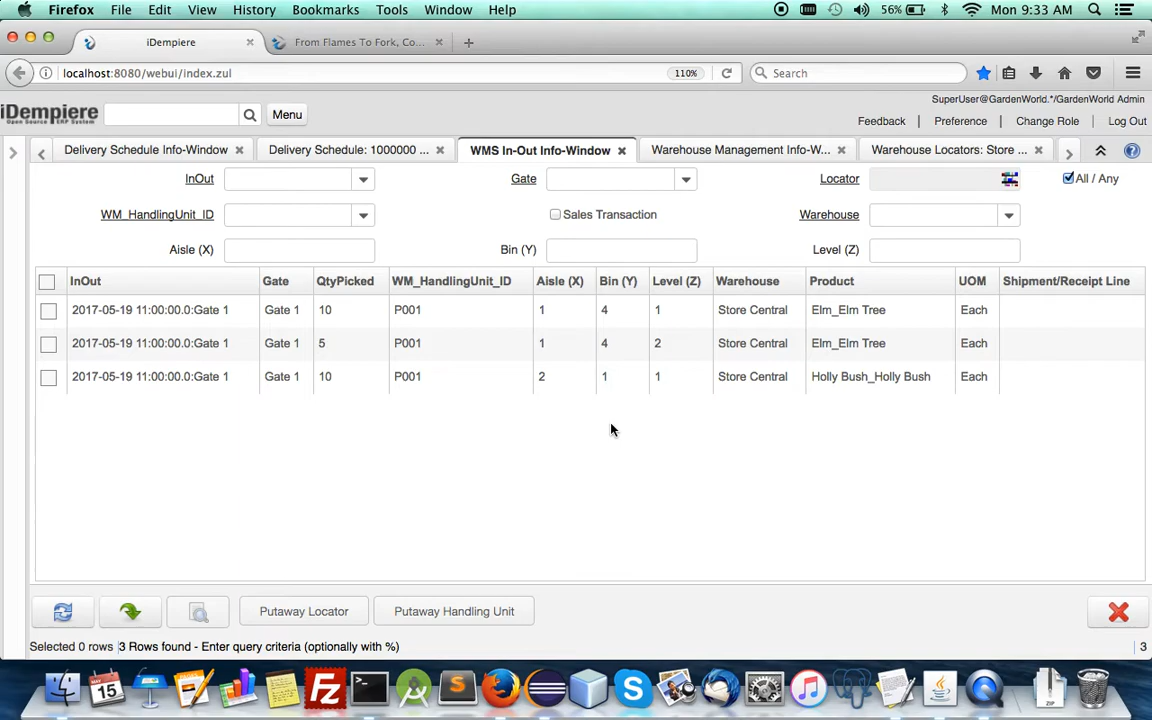 Firefox File Edit View History Bookmarks Tools Window Help 56% Mon 9:33 AM
iDempiere From Flames To Fork, Co...
localhost:8080/webui/index.zul 110% Search
SuperUser@GardenWorld.*/GardenWorld Admin
iDempiere Menu Feedback Preference Change Role Log Out
Open Source ERP System
Delivery Schedule Info-Window Delivery Schedule: 1000000 ... WMS In-Out Info-Window Warehouse Management Info-W... Warehouse Locators: Store ...
InOut Gate Locator All / Any
WM_HandlingUnit_ID Sales Transaction Warehouse
Aisle (X) Bin (Y) Level (Z)
InOut Gate QtyPicked WM_HandlingUnit_ID Aisle (X) Bin (Y) Level (Z) Warehouse Product UOM Shipment/Receipt Line
2017-05-19 11:00:00.0:Gate 1 Gate 1 10 P001 1 4 1 Store Central Elm_Elm Tree Each
2017-05-19 11:00:00.0:Gate 1 Gate 1 5 P001 1 4 2 Store Central Elm_Elm Tree Each
2017-05-19 11:00:00.0:Gate 1 Gate 1 10 P001 2 1 1 Store Central Holly Bush_Holly Bush Each
Putaway Locator Putaway Handling Unit
Selected 0 rows 3 Rows found - Enter query criteria (optionally with %) 3